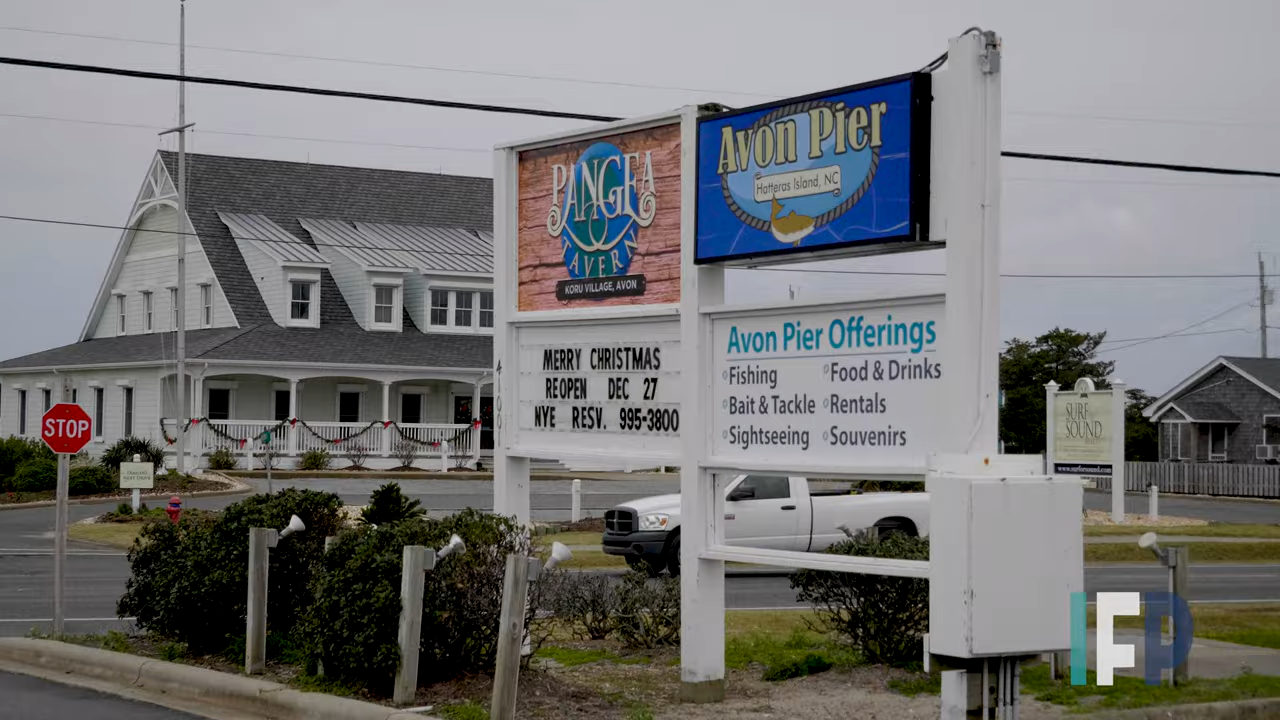 STOP
PANGEA
TAVERN
KORU VILLAGE, AVON
MERRY CHRISTMAS
REOPEN DEC 27
NYE RESV. 995-3800
4001
Avon Pier
Hatteras Island, NC
Avon Pier Offerings
Fishing
Bait & Tackle
Sightseeing
Food & Drinks
Rentals
Souvenirs
SURF
SOUND
IFP